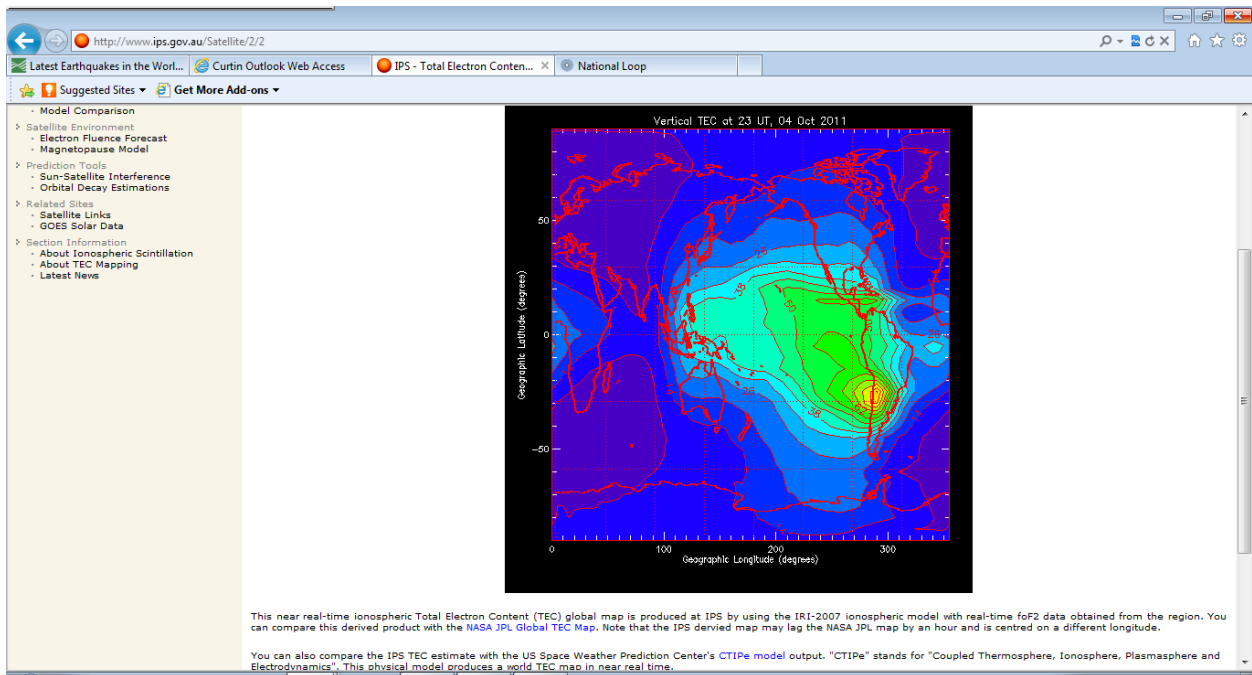 http://www.ips.gov.au/Satellite/2/2
Latest Earthquakes in the Worl...
Curtin Outlook Web Access
IPS - Total Electron Conten...
National Loop
Suggested Sites
Get More Add-ons
Model Comparison
Satellite Environment
Electron Fluence Forecast
Magnetopause Model
Prediction Tools
Sun-Satellite Interference
Orbital Decay Estimations
Related Sites
Satellite Links
GOES Solar Data
Section Information
About Ionospheric Scintillation
About TEC Mapping
Latest News
Vertical TEC at 23 UT, 04 Oct 2011
Geographic Latitude (degrees)
50
0
-50
38
50
26
38
62
14
0
100
200
300
Geographic Longitude (degrees)
This near real-time ionospheric Total Electron Content (TEC) global map is produced at IPS by using the IRI-2007 ionospheric model with real-time foF2 data obtained from the region. You
can compare this derived product with the NASA JPL Global TEC Map. Note that the IPS dervied map may lag the NASA JPL map by an hour and is centred on a different longitude.
You can also compare the IPS TEC estimate with the US Space Weather Prediction Center's CTIPe model output. "CTIPe" stands for "Coupled Thermosphere, Ionosphere, Plasmasphere and
Electrodynamics". This physical model produces a world TEC map in near real time.